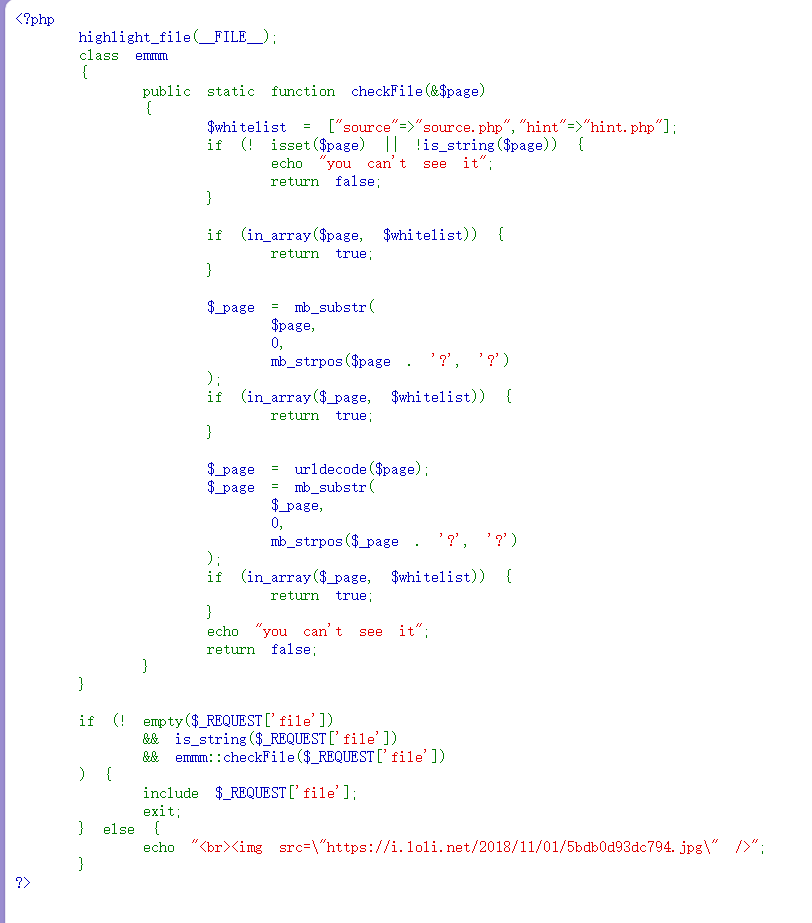 <?php
highlight_file(__FILE__);
class emmm
{
public static function checkFile(&$page)
{
$whitelist = ["source"=>"source.php","hint"=>"hint.php"];
if (! isset($page) || !is_string($page)) {
echo "you can't see it";
return false;
}
if (in_array($page, $whitelist)) {
return true;
}
$_page = mb_substr(
$page,
0,
mb_strpos($page . '?', '?')
);
if (in_array($_page, $whitelist)) {
return true;
}
$_page = urldecode($page);
$_page = mb_substr(
$_page,
0,
mb_strpos($_page . '?', '?')
);
if (in_array($_page, $whitelist)) {
return true;
}
echo "you can't see it";
return false;
}
}
if (! empty($_REQUEST['file'])
&& is_string($_REQUEST['file'])
&& emmm::checkFile($_REQUEST['file'])
) {
include $_REQUEST['file'];
exit;
} else {
echo "<br><img src=\"https://i.loli.net/2018/11/01/5bdb0d93dc794.jpg\" />";
}
?>